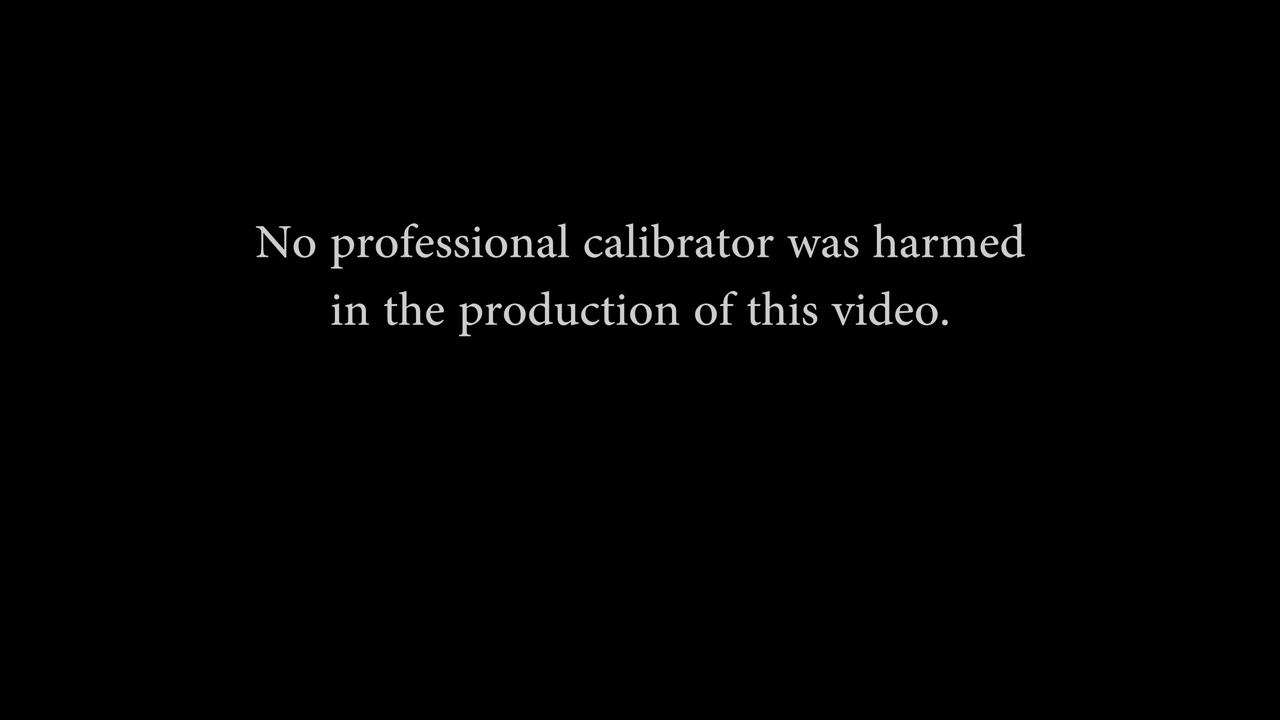 No professional calibrator was harmed
in the production of this video.